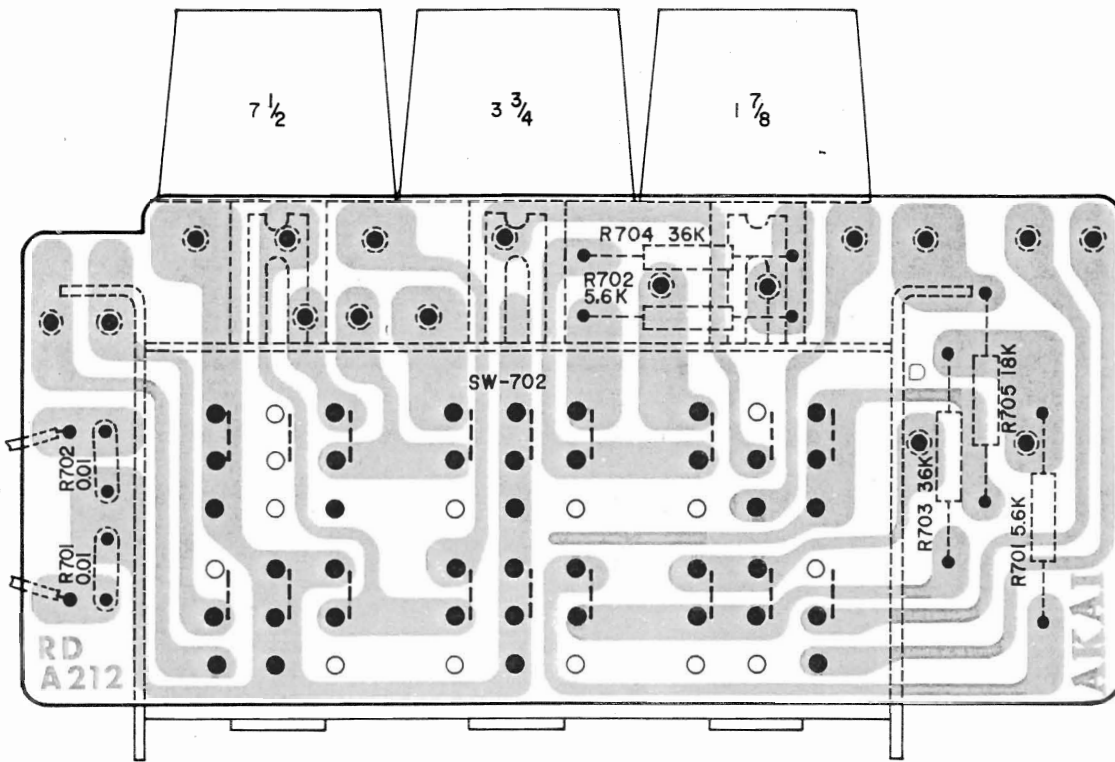 7 1/2
3 3/4
1 7/8
R704 36K
R702
5.6K
SW-702
R705 18K
R703 36K
R701 5.6K
R702
0.01
R701
0.01
RD
A212
AKAI